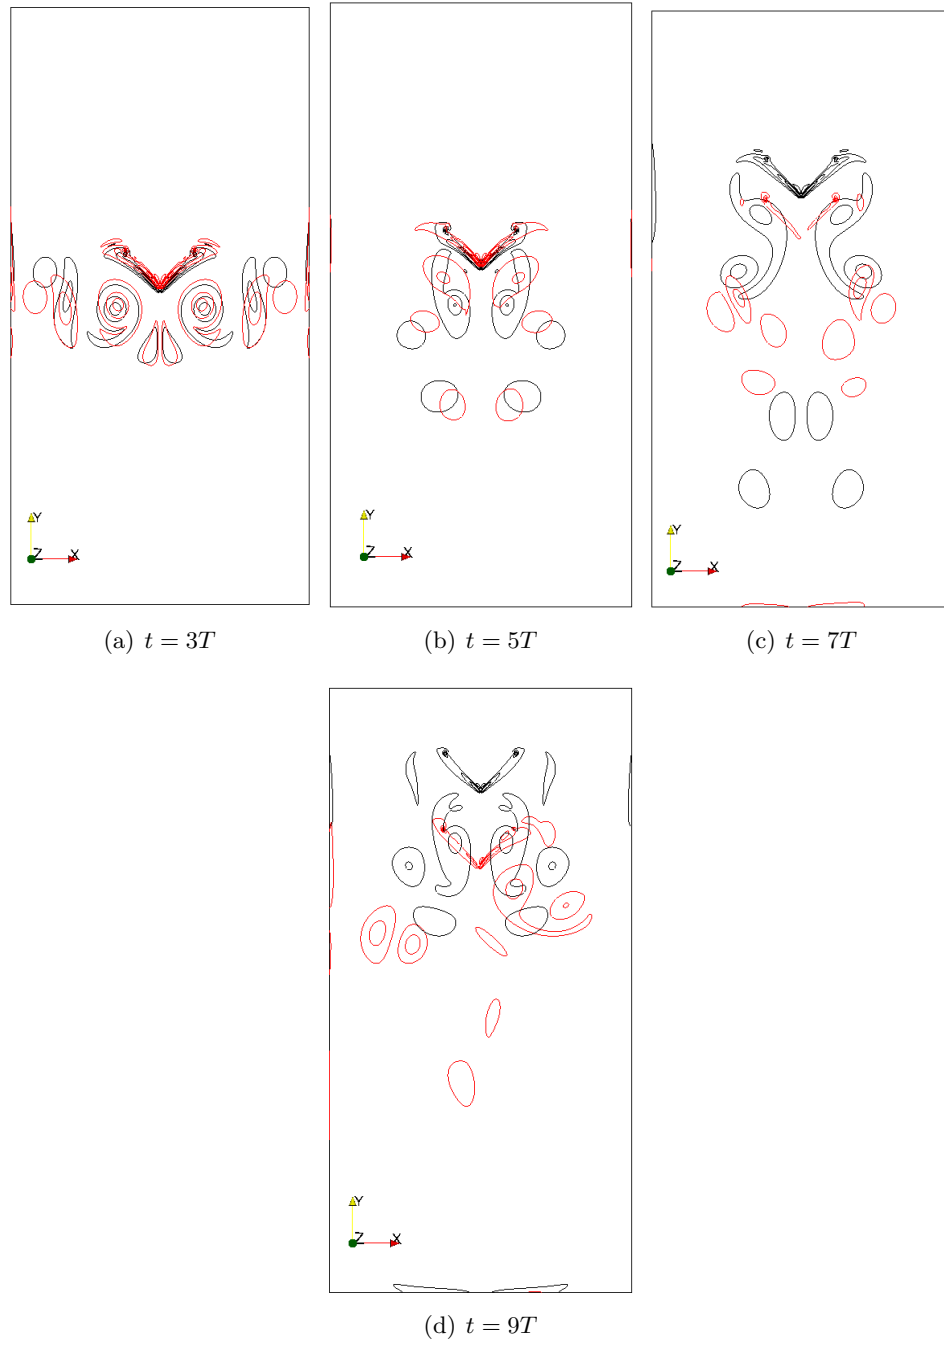 Y
Z X
Y
Z X
Y
Z X
(a) t = 3T
(b) t = 5T
(c) t = 7T
Y
Z X
(d) t = 9T